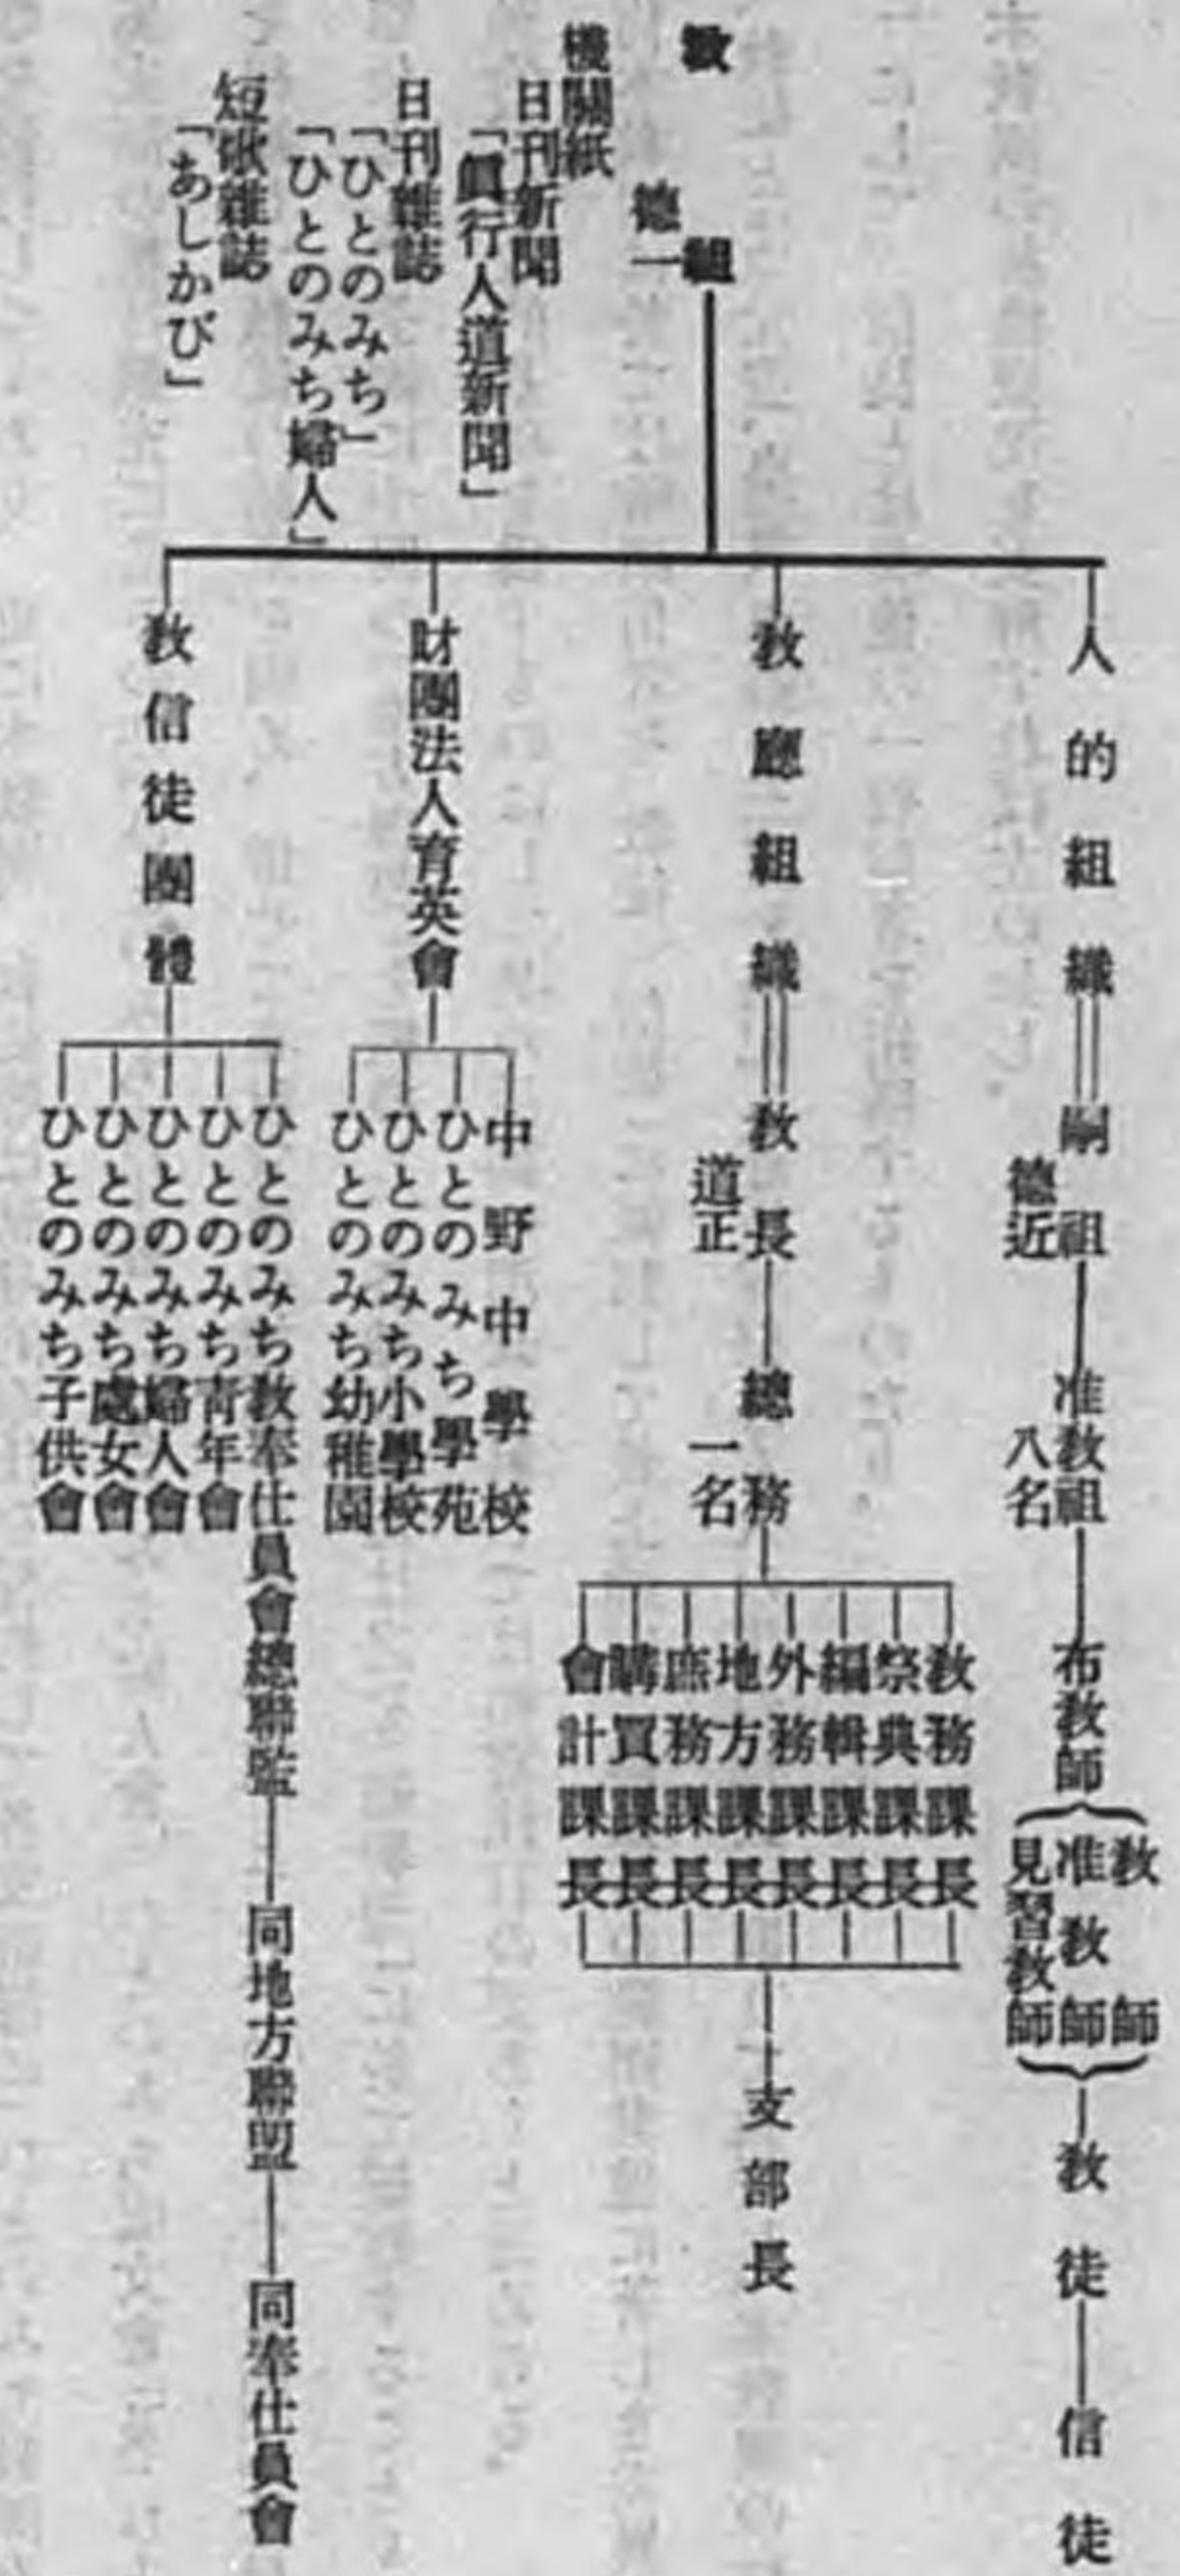 教祖
徳一
機關紙
日刊新聞
「眞行人道新聞」
日刊雜誌
「ひとのみち」
「ひとのみち婦人」
短歌雜誌
「あしかび」
人的組織
嗣祖
徳近
准教祖
八名
布教師
教師
准教師
見習教師
教徒
信徒
教廳組織
教長
道正
總務
一名
教務課長
祭典課長
編輯課長
外務課長
地方課長
庶務課長
購買課長
會計課長
支部長
財團法人育英會
中野中學校
ひとのみち學苑
ひとのみち小學校
ひとのみち幼稚園
教信徒團體
ひとのみち教奉仕員會總聯監
同地方聯盟
同奉仕員會
ひとのみち靑年會
ひとのみち婦人會
ひとのみち處女會
ひとのみち子供會